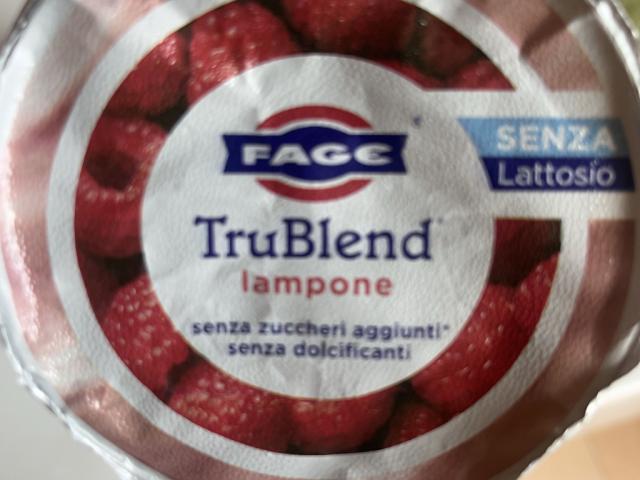 FAGE
TruBlend
lampone
senza zuccheri aggiunti*
senza dolcificanti
SENZA
Lattosio